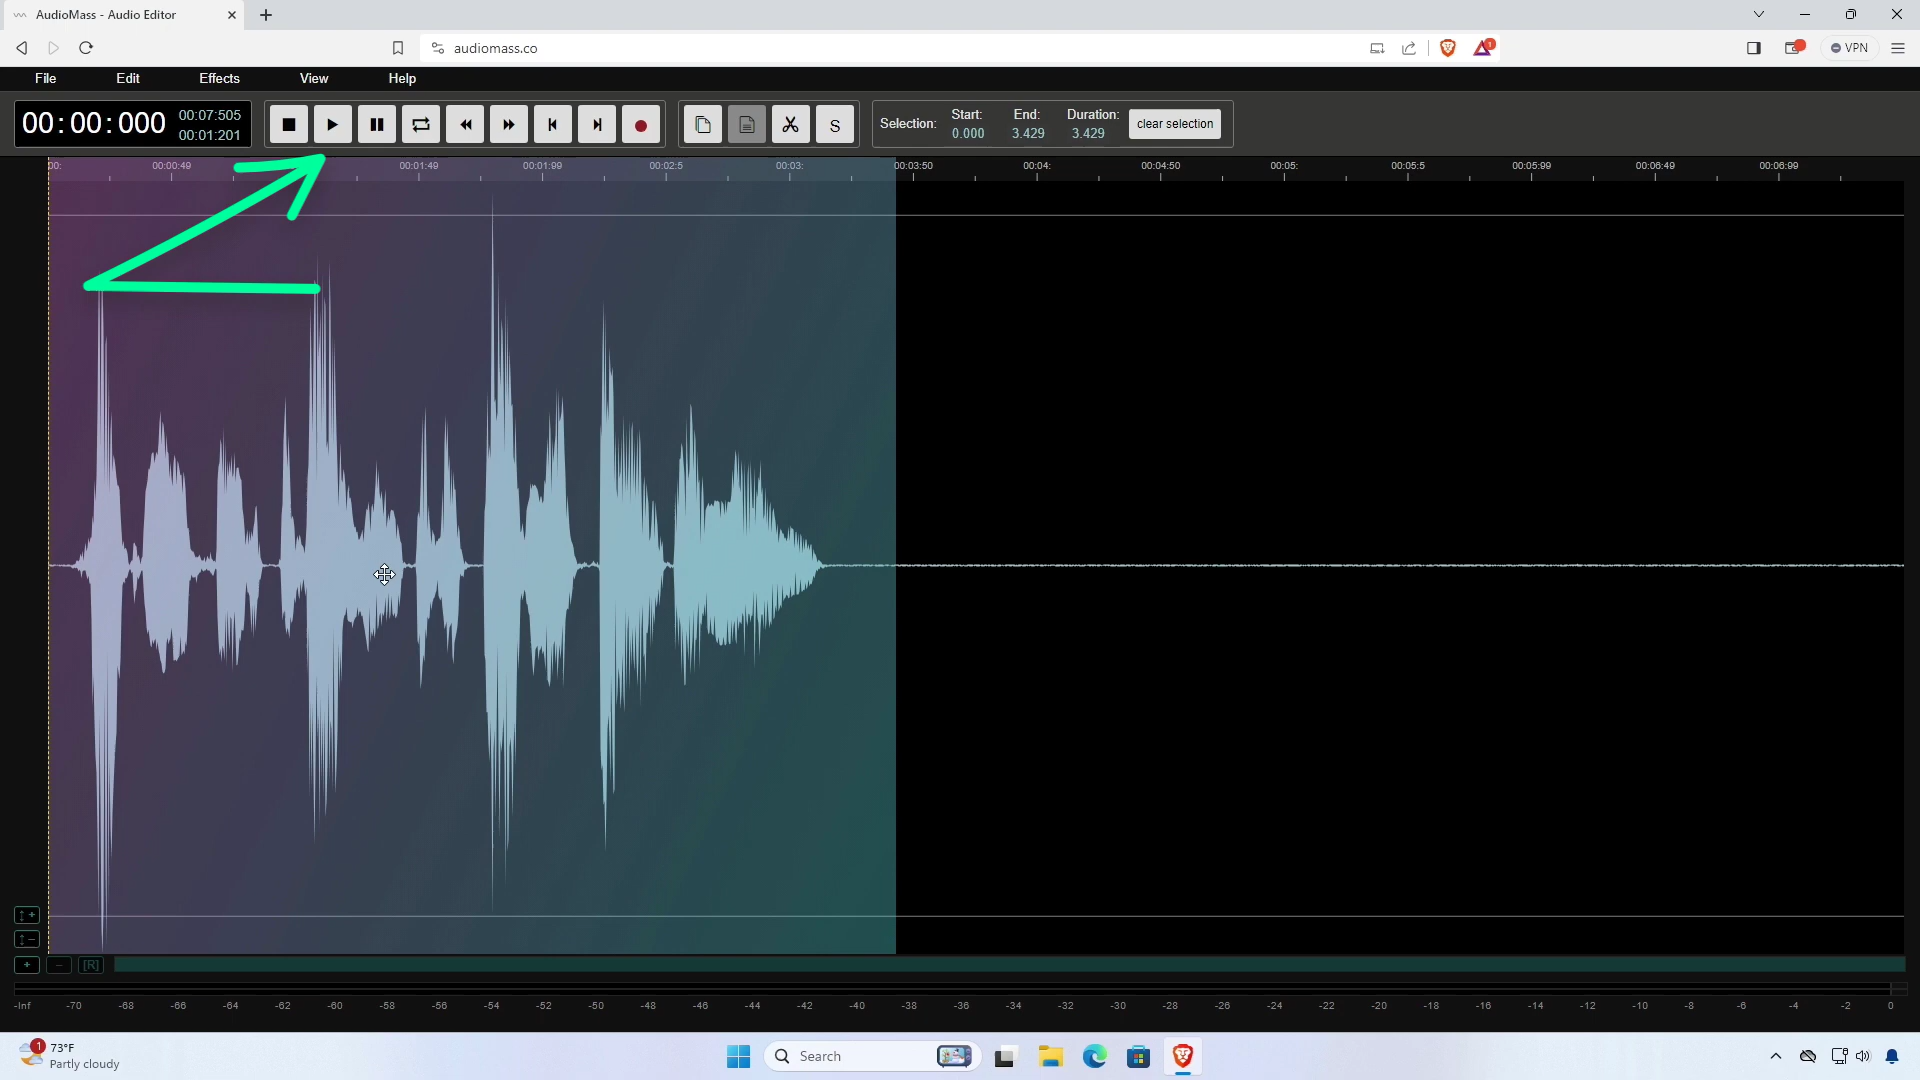 AudioMass - Audio Editor
audiomass.co
1
VPN
File Edit Effects View Help
00:00:000
00:07:505
00:01:201
S
Selection: Start: End: Duration:
0.000 3.429 3.429
clear selection
00: 00:00:49 00:01:49 00:01:99 00:02:5 00:03: 00:03:50 00:04: 00:04:50 00:05: 00:05:5 00:05:99 00:06:49 00:06:99
[R]
-Inf -70 -68 -66 -64 -62 -60 -58 -56 -54 -52 -50 -48 -46 -44 -42 -40 -38 -36 -34 -32 -30 -28 -26 -24 -22 -20 -18 -16 -14 -12 -10 -8 -6 -4 -2 0
1
73°F
Partly cloudy
Search